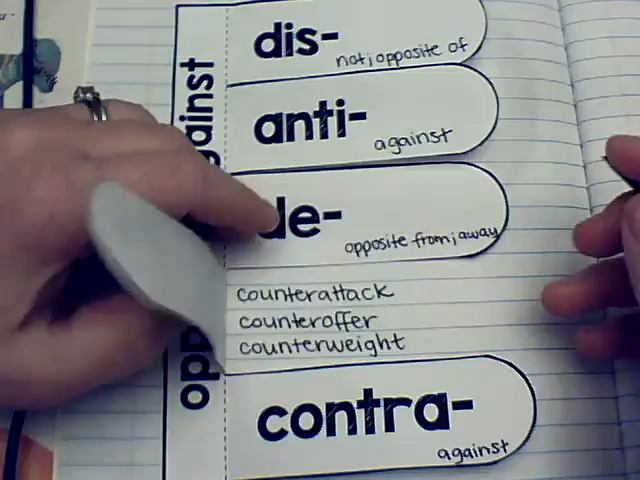 dis-
not; opposite of
anti-
against
de-
opposite from; away
counterattack
counteroffer
counterweight
contra-
against